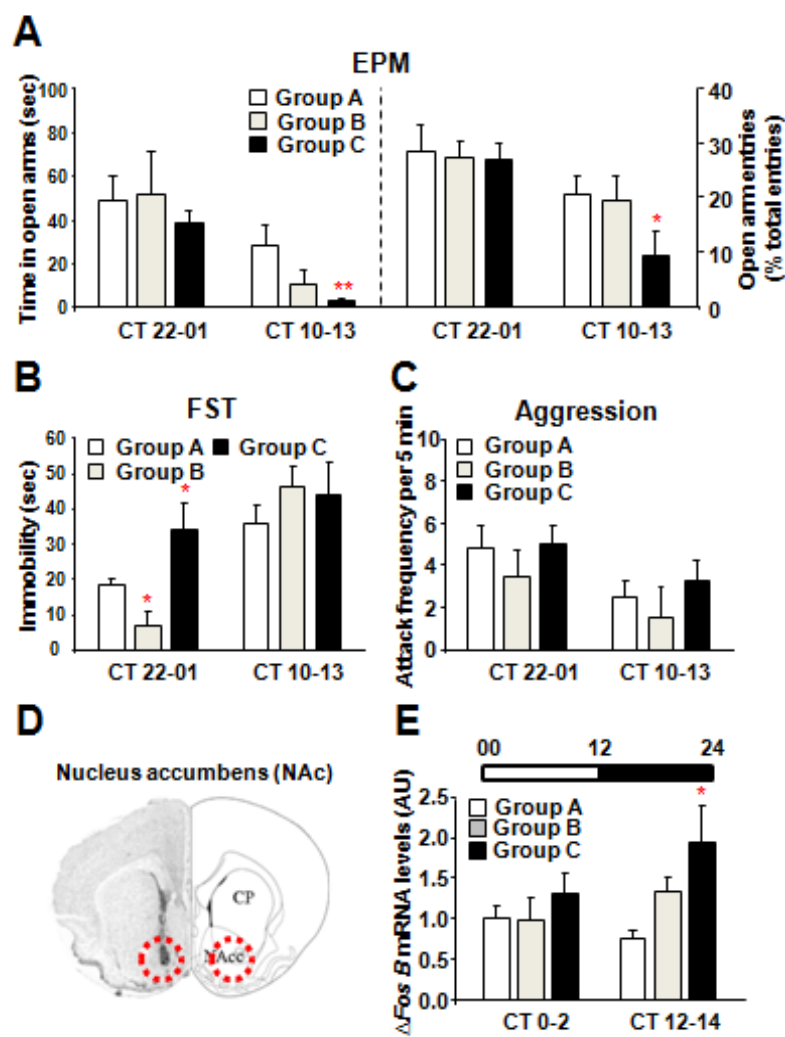 A
EPM
Time in open arms (sec)
100
80
60
40
20
0
Group A
Group B
Group C
**
*
40
30
20
10
0
Open arm entries
(% total entries)
CT 22-01
CT 10-13
CT 22-01
CT 10-13
B
FST
Immobility (sec)
60
50
40
30
20
10
0
Group A
Group C
Group B
*
*
CT 22-01
CT 10-13
C
Aggression
Attack frequency per 5 min
10
8
6
4
2
0
Group A
Group B
Group C
CT 22-01
CT 10-13
D
Nucleus accumbens (NAc)
CP
NAcc
E
00 12 24
ΔFos B mRNA levels (AU)
2.5
2.0
1.5
1.0
0.5
0.0
Group A
Group B
Group C
*
CT 0-2
CT 12-14